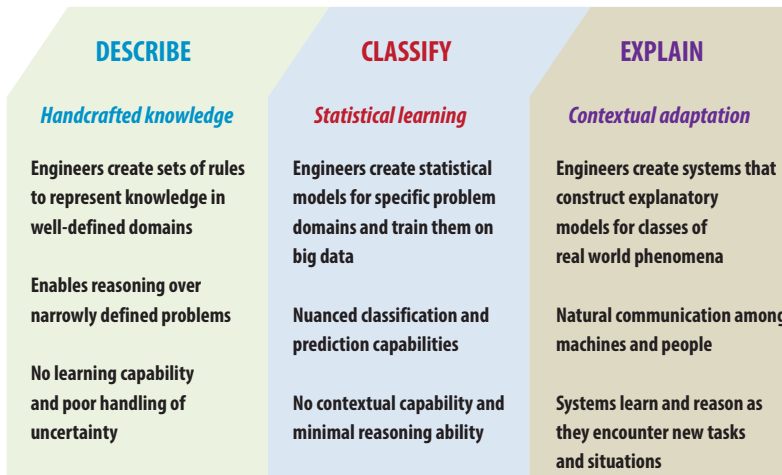 DESCRIBE
Handcrafted knowledge
Engineers create sets of rules
to represent knowledge in
well-defined domains
Enables reasoning over
narrowly defined problems
No learning capability
and poor handling of
uncertainty
CLASSIFY
Statistical learning
Engineers create statistical
models for specific problem
domains and train them on
big data
Nuanced classification and
prediction capabilities
No contextual capability and
minimal reasoning ability
EXPLAIN
Contextual adaptation
Engineers create systems that
construct explanatory
models for classes of
real world phenomena
Natural communication among
machines and people
Systems learn and reason as
they encounter new tasks
and situations